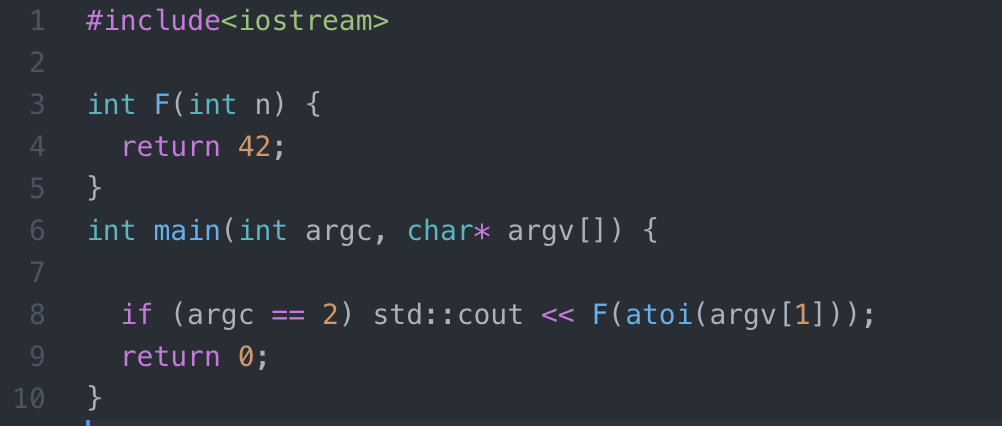 1 #include<iostream>
2
3 int F(int n) {
4   return 42;
5 }
6 int main(int argc, char* argv[]) {
7
8   if (argc == 2) std::cout << F(atoi(argv[1]));
9   return 0;
10 }